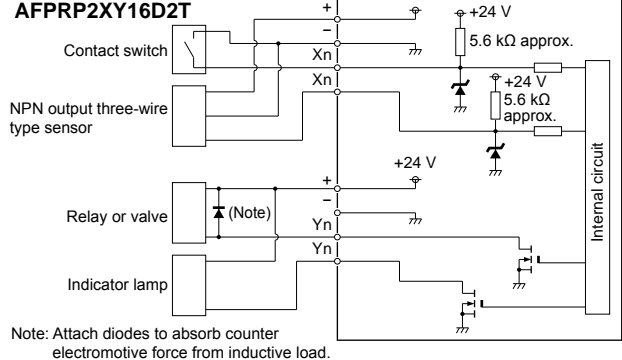 AFPRP2XY16D2T
+
+24 V
−
Contact switch
5.6 kΩ approx.
Xn
Xn
+24 V
5.6 kΩ
approx.
NPN output three-wire
type sensor
+24 V
+
−
Relay or valve
(Note)
Yn
Yn
Internal circuit
Indicator lamp
Note: Attach diodes to absorb counter
electromotive force from inductive load.